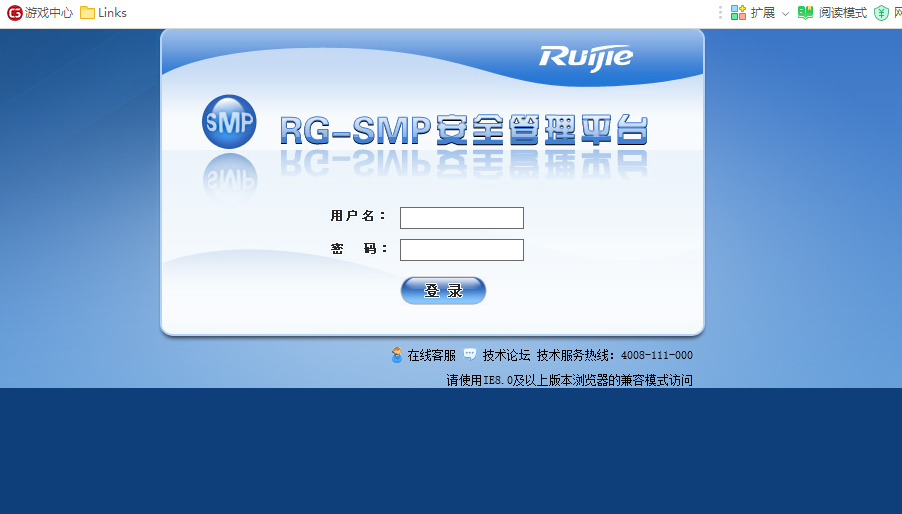 游戏中心 Links 扩展 阅读模式
Ruijie
SMP RG-SMP安全管理平台
用户名：
密 码：
登 录
在线客服 技术论坛 技术服务热线：4008-111-000
请使用IE8.0及以上版本浏览器的兼容模式访问